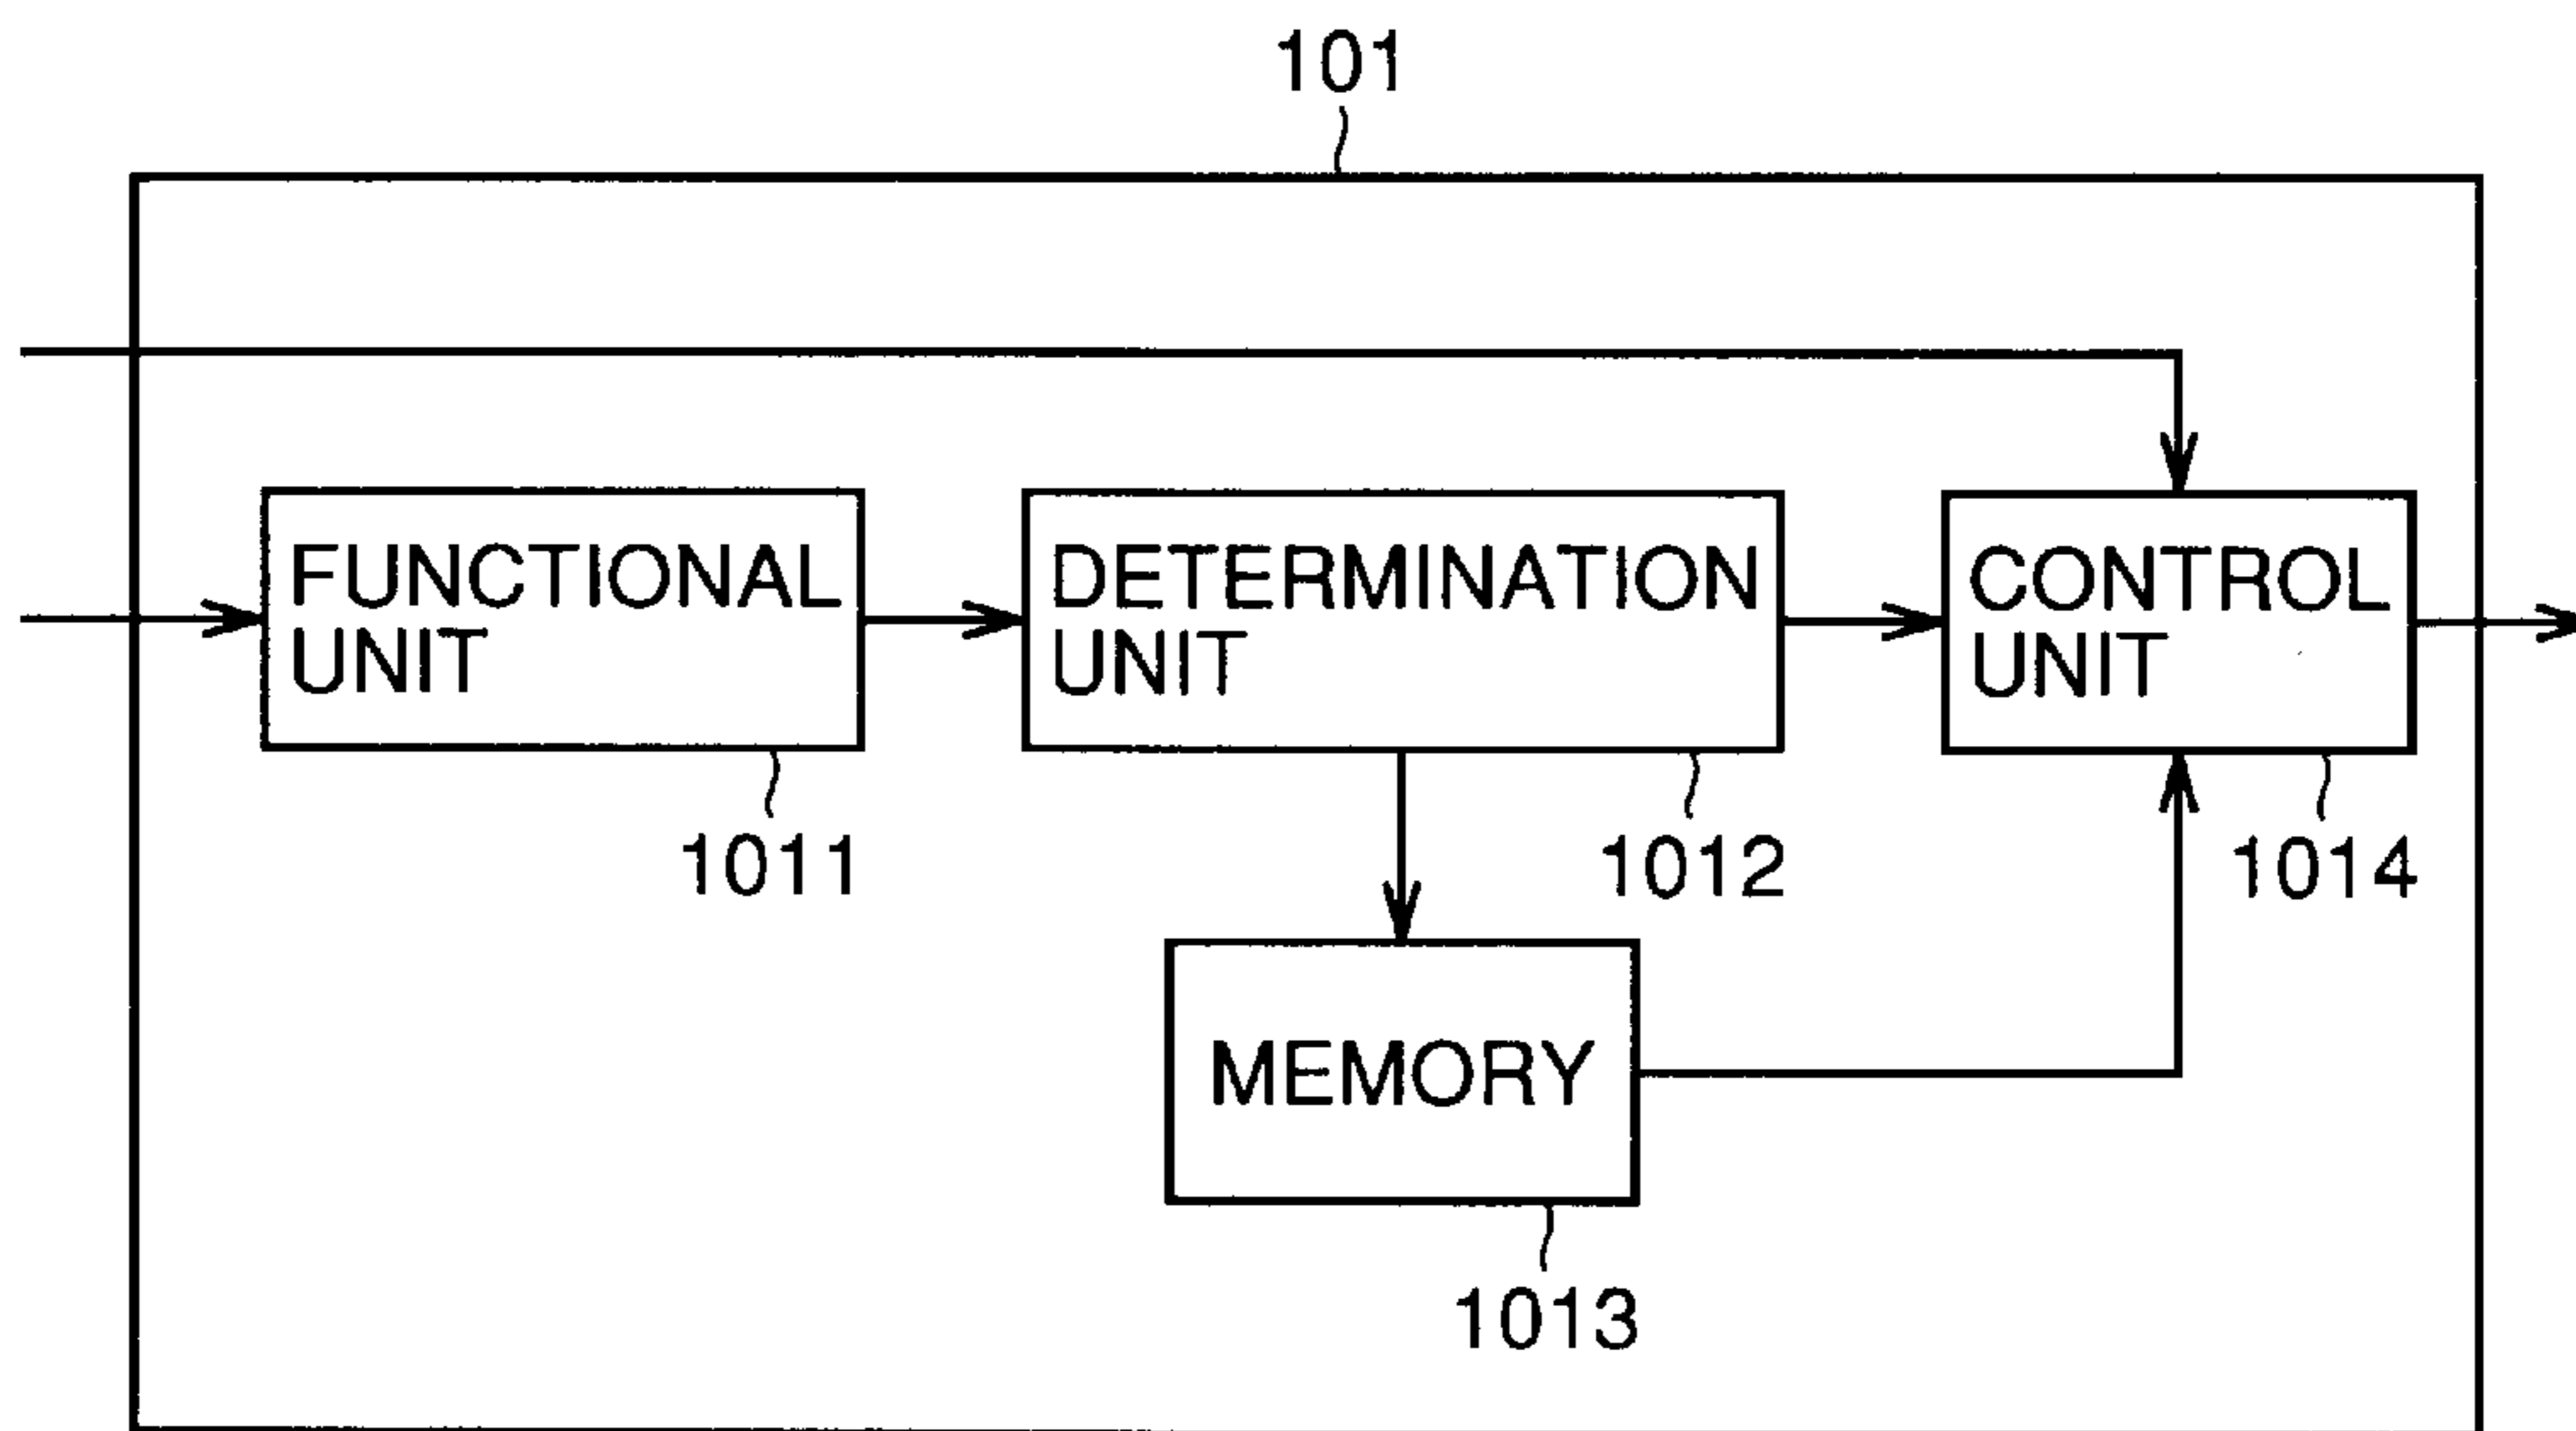 101
FUNCTIONAL
UNIT
1011
DETERMINATION
UNIT
1012
CONTROL
UNIT
1014
MEMORY
1013